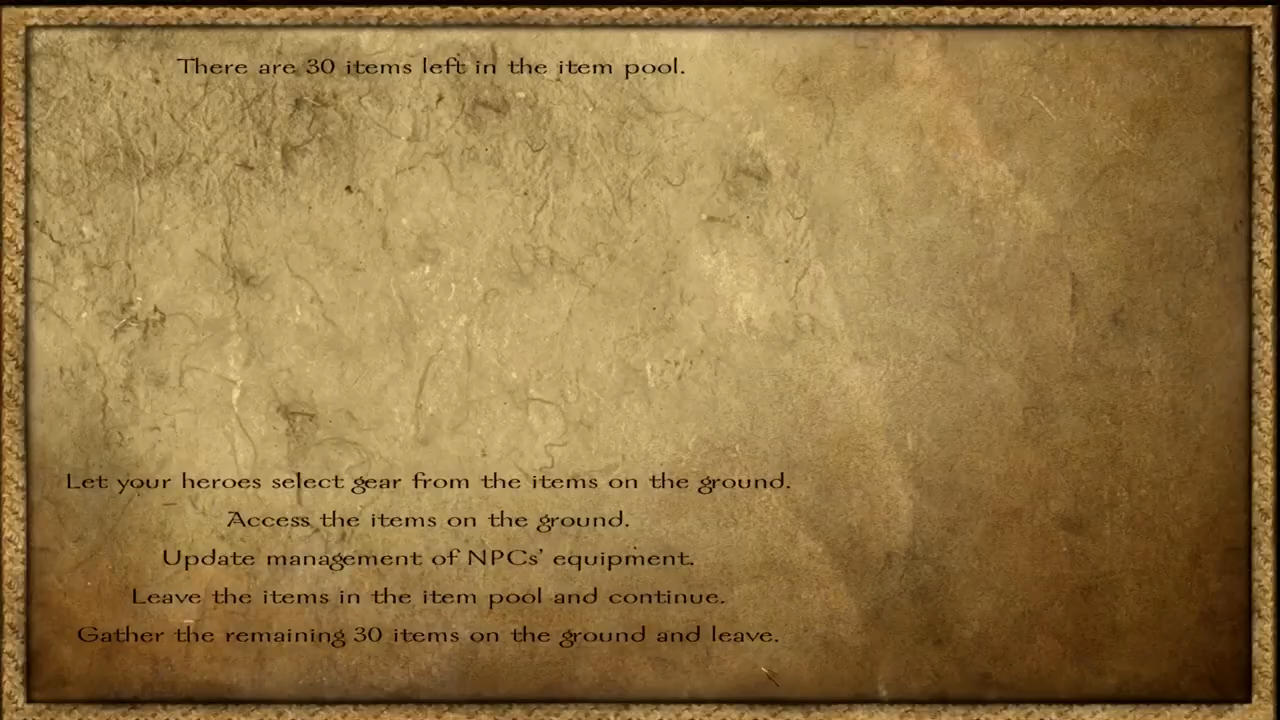 There are 30 items left in the item pool.
Let your heroes select gear from the items on the ground.
Access the items on the ground.
Update management of NPCs' equipment.
Leave the items in the item pool and continue.
Gather the remaining 30 items on the ground and leave.